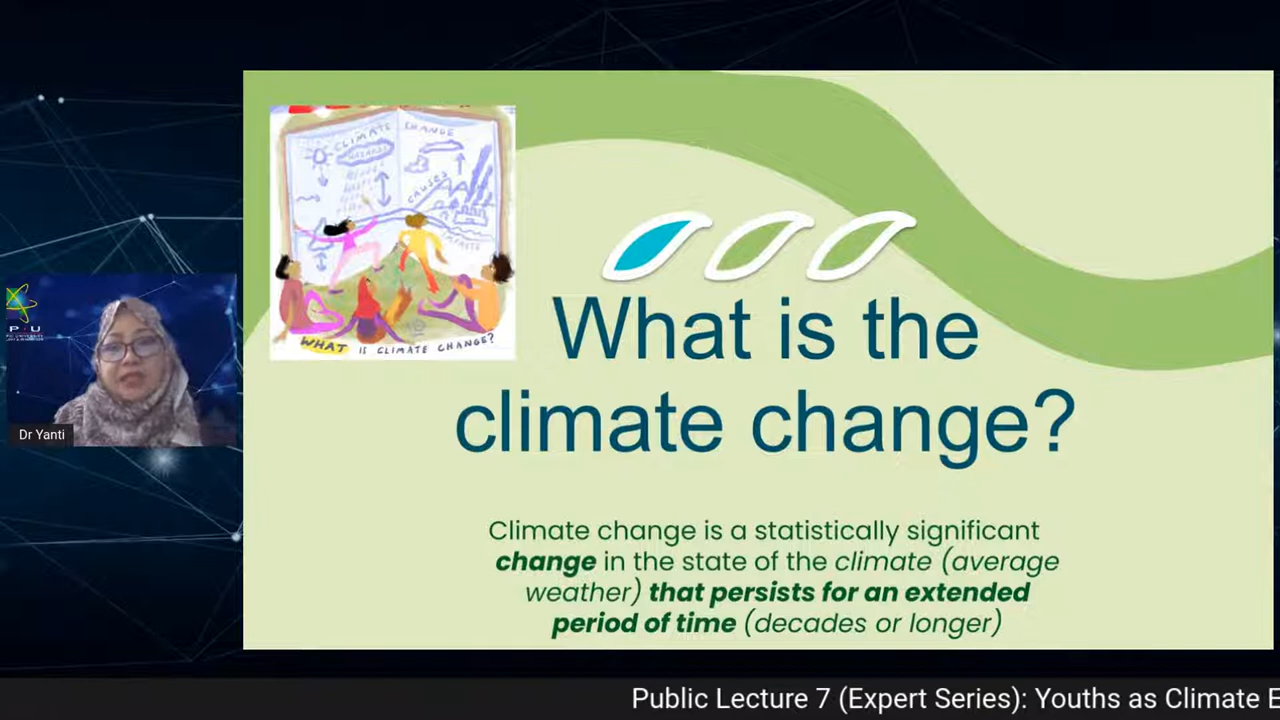 CLIMATE CHANGE
HAZARDS
CAUSES
IMPACTS
WHAT IS CLIMATE CHANGE?
What is the
climate change?
Climate change is a statistically significant
change in the state of the climate (average
weather) that persists for an extended
period of time (decades or longer)
Dr Yanti
Public Lecture 7 (Expert Series): Youths as Climate E